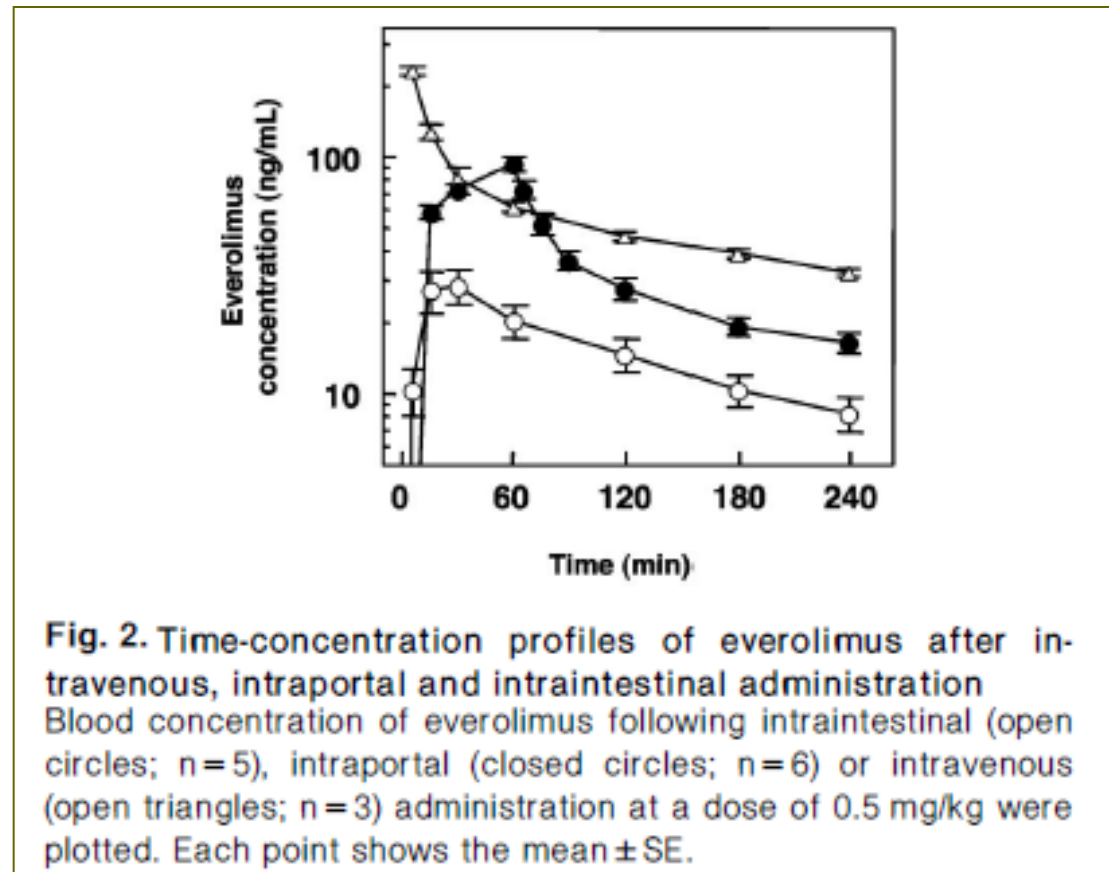 Everolimus
concentration (ng/mL)
100
10
0 60 120 180 240
Time (min)
Fig. 2. Time-concentration profiles of everolimus after in-
travenous, intraportal and intraintestinal administration
Blood concentration of everolimus following intraintestinal (open
circles; n=5), intraportal (closed circles; n=6) or intravenous
(open triangles; n=3) administration at a dose of 0.5 mg/kg were
plotted. Each point shows the mean±SE.